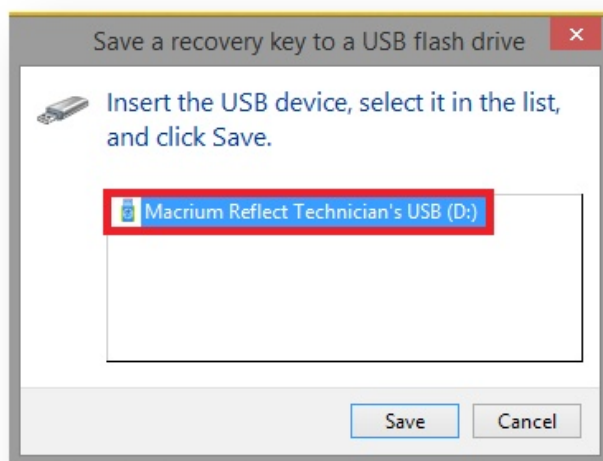 Save a recovery key to a USB flash drive
Insert the USB device, select it in the list,
and click Save.
Macrium Reflect Technician's USB (D:)
Save Cancel